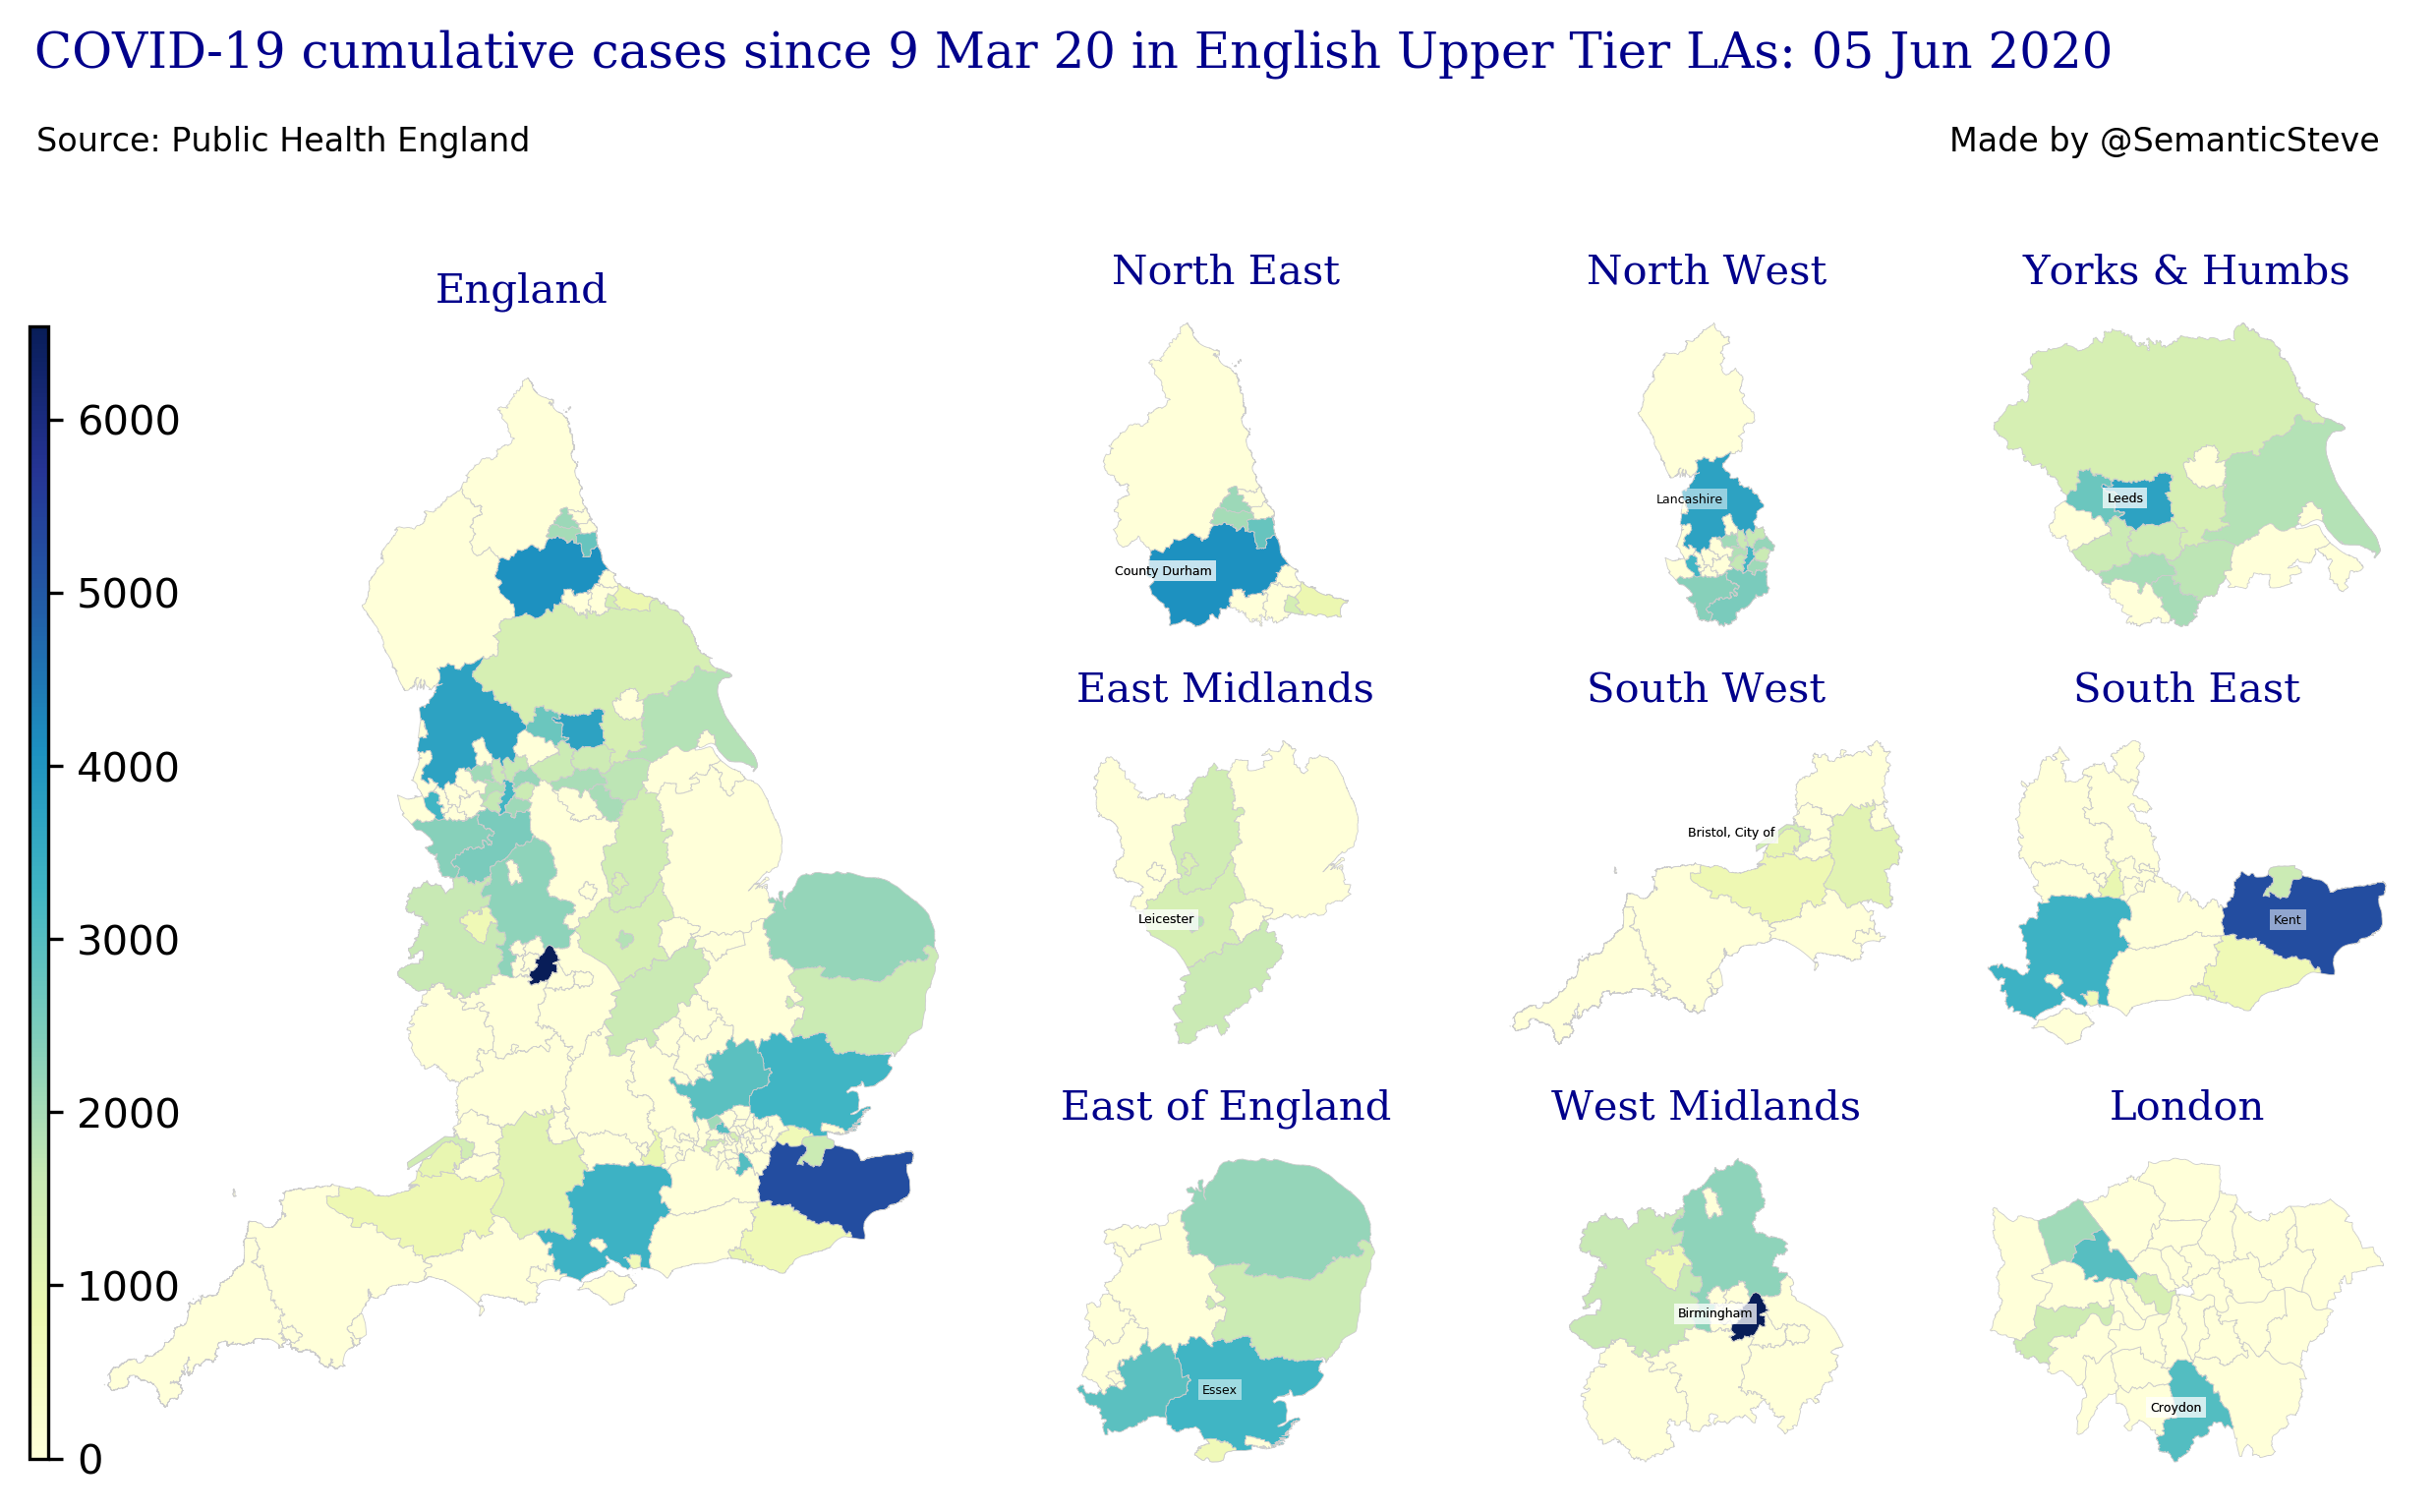 COVID-19 cumulative cases since 9 Mar 20 in English Upper Tier LAs: 05 Jun 2020
Source: Public Health England
Made by @SemanticSteve
England
6000
5000
4000
3000
2000
1000
0
North East
County Durham
North West
Lancashire
Yorks & Humbs
Leeds
East Midlands
Leicester
South West
Bristol, City of
South East
Kent
East of England
Essex
West Midlands
Birmingham
London
Croydon